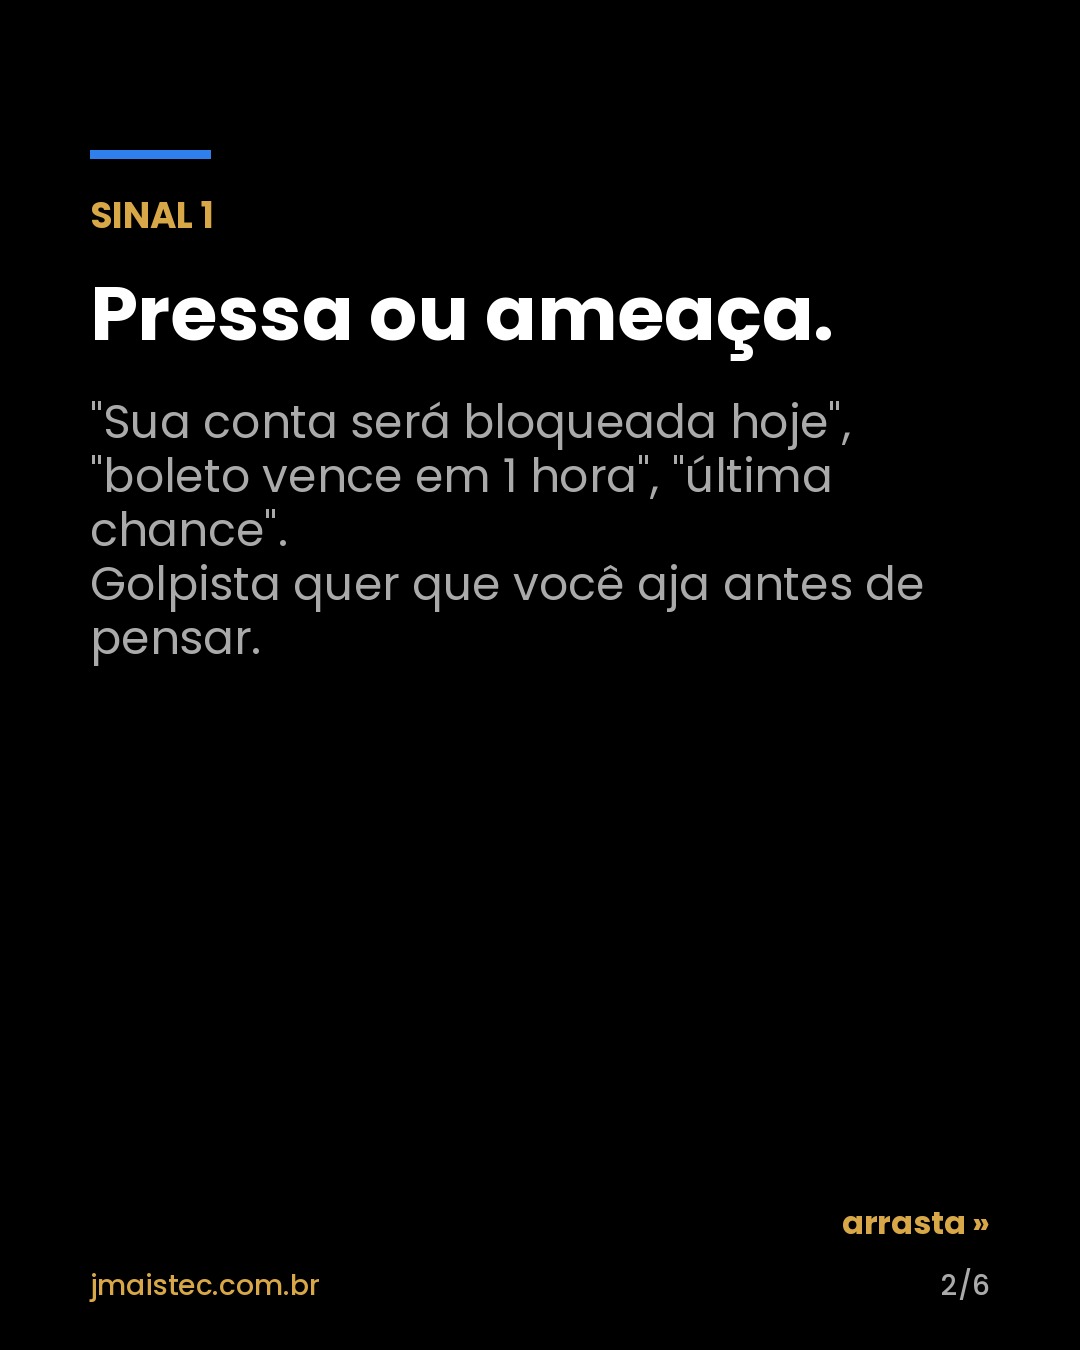 SINAL 1
Pressa ou ameaça.
"Sua conta será bloqueada hoje",
"boleto vence em 1 hora", "última
chance".
Golpista quer que você aja antes de
pensar.
arrasta »
jmaistec.com.br
2/6